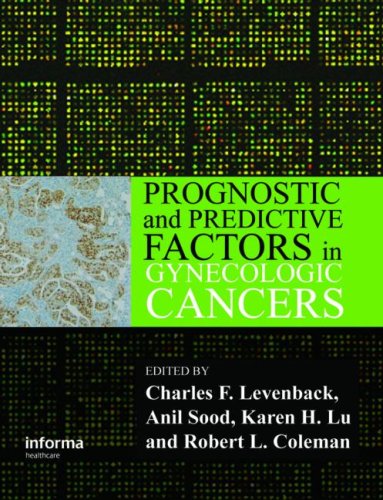 PROGNOSTIC
and PREDICTIVE
FACTORS in
GYNECOLOGIC
CANCERS
EDITED BY
Charles F. Levenback,
Anil Sood, Karen H. Lu
and Robert L. Coleman
informa
healthcare